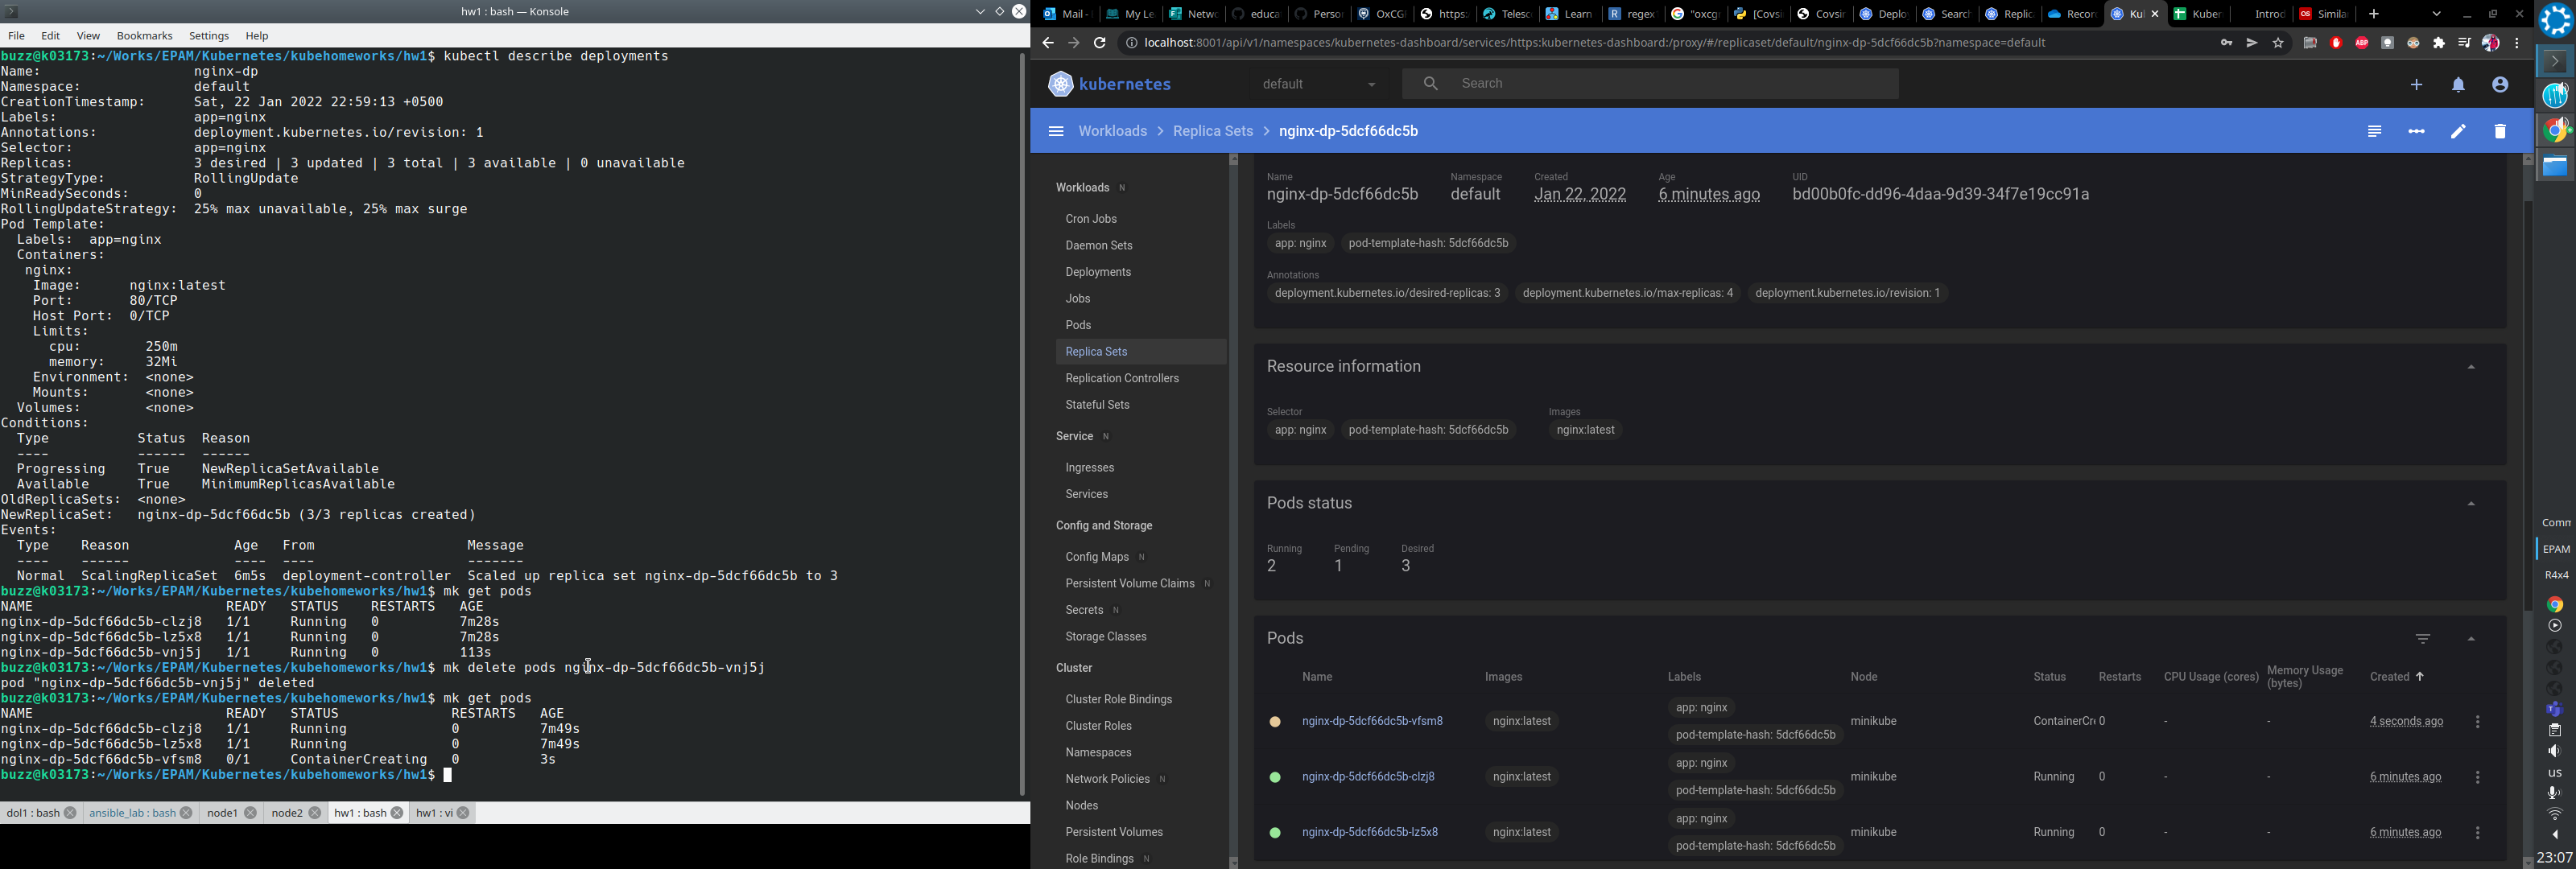 hw1 : bash — Konsole
File Edit View Bookmarks Settings Help
buzz@k03173:~/Works/EPAM/Kubernetes/kubehomeworks/hw1$ kubectl describe deployments
Name: nginx-dp
Namespace: default
CreationTimestamp: Sat, 22 Jan 2022 22:59:13 +0500
Labels: app=nginx
Annotations: deployment.kubernetes.io/revision: 1
Selector: app=nginx
Replicas: 3 desired | 3 updated | 3 total | 3 available | 0 unavailable
StrategyType: RollingUpdate
MinReadySeconds: 0
RollingUpdateStrategy: 25% max unavailable, 25% max surge
Pod Template:
Labels: app=nginx
Containers:
nginx:
Image: nginx:latest
Port: 80/TCP
Host Port: 0/TCP
Limits:
cpu: 250m
memory: 32Mi
Environment: <none>
Mounts: <none>
Volumes: <none>
Conditions:
Type Status Reason
---- ------ ------
Progressing True NewReplicaSetAvailable
Available True MinimumReplicasAvailable
OldReplicaSets: <none>
NewReplicaSet: nginx-dp-5dcf66dc5b (3/3 replicas created)
Events:
Type Reason Age From Message
---- ------ ---- ---- -------
Normal ScalingReplicaSet 6m5s deployment-controller Scaled up replica set nginx-dp-5dcf66dc5b to 3
buzz@k03173:~/Works/EPAM/Kubernetes/kubehomeworks/hw1$ mk get pods
NAME READY STATUS RESTARTS AGE
nginx-dp-5dcf66dc5b-clzj8 1/1 Running 0 7m28s
nginx-dp-5dcf66dc5b-lz5x8 1/1 Running 0 7m28s
nginx-dp-5dcf66dc5b-vnj5j 1/1 Running 0 113s
buzz@k03173:~/Works/EPAM/Kubernetes/kubehomeworks/hw1$ mk delete pods nginx-dp-5dcf66dc5b-vnj5j
pod "nginx-dp-5dcf66dc5b-vnj5j" deleted
buzz@k03173:~/Works/EPAM/Kubernetes/kubehomeworks/hw1$ mk get pods
NAME READY STATUS RESTARTS AGE
nginx-dp-5dcf66dc5b-clzj8 1/1 Running 0 7m49s
nginx-dp-5dcf66dc5b-lz5x8 1/1 Running 0 7m49s
nginx-dp-5dcf66dc5b-vfsm8 0/1 ContainerCreating 0 3s
buzz@k03173:~/Works/EPAM/Kubernetes/kubehomeworks/hw1$
dol1 : bash ansible_lab : bash node1 node2 hw1 : bash hw1 : vi
Mail - My Le Netwo educa Perso OxCG https: Telesc Learn regex "oxcg [Covsi Covsir Deplo Search Replic Recor Ku Kuber Introd Simila
localhost:8001/api/v1/namespaces/kubernetes-dashboard/services/https:kubernetes-dashboard:/proxy/#/replicaset/default/nginx-dp-5dcf66dc5b?namespace=default
kubernetes default Search
Workloads > Replica Sets > nginx-dp-5dcf66dc5b
Workloads N
Cron Jobs
Daemon Sets
Deployments
Jobs
Pods
Replica Sets
Replication Controllers
Stateful Sets
Service N
Ingresses
Services
Config and Storage
Config Maps N
Persistent Volume Claims N
Secrets N
Storage Classes
Cluster
Cluster Role Bindings
Cluster Roles
Namespaces
Network Policies N
Nodes
Persistent Volumes
Role Bindings N
Name Namespace Created Age UID
nginx-dp-5dcf66dc5b default Jan 22, 2022 6 minutes ago bd00b0fc-dd96-4daa-9d39-34f7e19cc91a
Labels
app: nginx pod-template-hash: 5dcf66dc5b
Annotations
deployment.kubernetes.io/desired-replicas: 3 deployment.kubernetes.io/max-replicas: 4 deployment.kubernetes.io/revision: 1
Resource information
Selector Images
app: nginx pod-template-hash: 5dcf66dc5b nginx:latest
Pods status
Running Pending Desired
2 1 3
Pods
Name Images Labels Node Status Restarts CPU Usage (cores) Memory Usage (bytes) Created
nginx-dp-5dcf66dc5b-vfsm8 nginx:latest app: nginx pod-template-hash: 5dcf66dc5b minikube ContainerCr 0 - - 4 seconds ago
nginx-dp-5dcf66dc5b-clzj8 nginx:latest app: nginx pod-template-hash: 5dcf66dc5b minikube Running 0 - - 6 minutes ago
nginx-dp-5dcf66dc5b-lz5x8 nginx:latest app: nginx pod-template-hash: 5dcf66dc5b minikube Running 0 - - 6 minutes ago
Comm
EPAM
R4x4
us
23:07